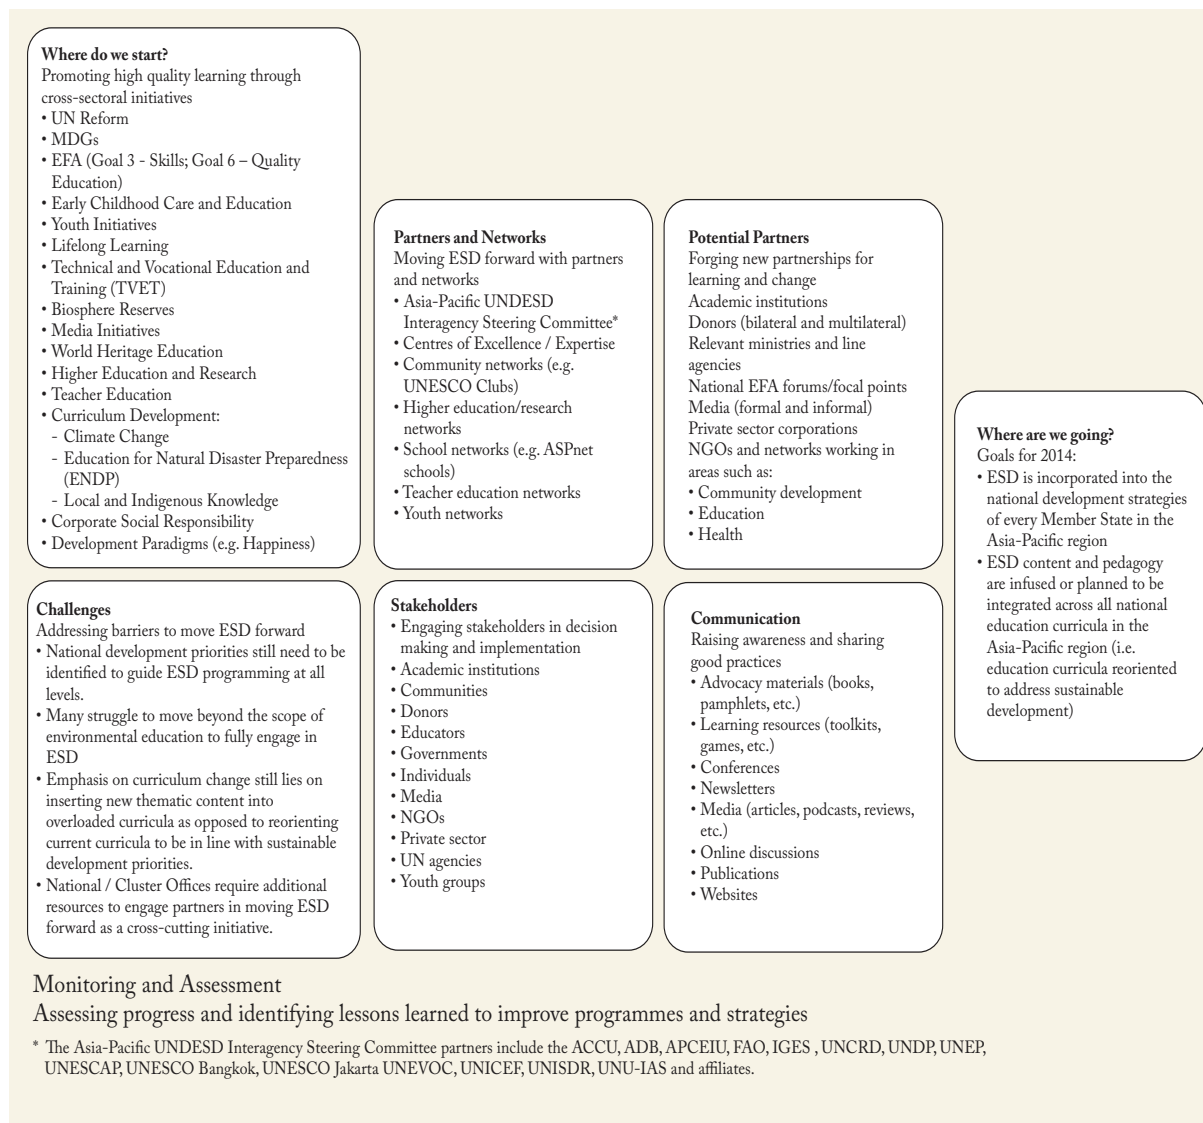 Where do we start?
Promoting high quality learning through
cross-sectoral initiatives
• UN Reform
• MDGs
• EFA (Goal 3 - Skills; Goal 6 – Quality
Education)
• Early Childhood Care and Education
• Youth Initiatives
• Lifelong Learning
• Technical and Vocational Education and
Training (TVET)
• Biosphere Reserves
• Media Initiatives
• World Heritage Education
• Higher Education and Research
• Teacher Education
• Curriculum Development:
- Climate Change
- Education for Natural Disaster Preparedness
(ENDP)
- Local and Indigenous Knowledge
• Corporate Social Responsibility
• Development Paradigms (e.g. Happiness)
Partners and Networks
Moving ESD forward with partners
and networks
• Asia-Pacific UNDESD
Interagency Steering Committee*
• Centres of Excellence / Expertise
• Community networks (e.g.
UNESCO Clubs)
• Higher education/research
networks
• School networks (e.g. ASPnet
schools)
• Teacher education networks
• Youth networks
Potential Partners
Forging new partnerships for
learning and change
Academic institutions
Donors (bilateral and multilateral)
Relevant ministries and line
agencies
National EFA forums/focal points
Media (formal and informal)
Private sector corporations
NGOs and networks working in
areas such as:
• Community development
• Education
• Health
Where are we going?
Goals for 2014:
• ESD is incorporated into the
national development strategies
of every Member State in the
Asia-Pacific region
• ESD content and pedagogy
are infused or planned to be
integrated across all national
education curricula in the
Asia-Pacific region (i.e.
education curricula reoriented
to address sustainable
development)
Challenges
Addressing barriers to move ESD forward
• National development priorities still need to be
identified to guide ESD programming at all
levels.
• Many struggle to move beyond the scope of
environmental education to fully engage in
ESD
• Emphasis on curriculum change still lies on
inserting new thematic content into
overloaded curricula as opposed to reorienting
current curricula to be in line with sustainable
development priorities.
• National / Cluster Offices require additional
resources to engage partners in moving ESD
forward as a cross-cutting initiative.
Stakeholders
• Engaging stakeholders in decision
making and implementation
• Academic institutions
• Communities
• Donors
• Educators
• Governments
• Individuals
• Media
• NGOs
• Private sector
• UN agencies
• Youth groups
Communication
Raising awareness and sharing
good practices
• Advocacy materials (books,
pamphlets, etc.)
• Learning resources (toolkits,
games, etc.)
• Conferences
• Newsletters
• Media (articles, podcasts, reviews,
etc.)
• Online discussions
• Publications
• Websites
Monitoring and Assessment
Assessing progress and identifying lessons learned to improve programmes and strategies
* The Asia-Pacific UNDESD Interagency Steering Committee partners include the ACCU, ADB, APCEIU, FAO, IGES , UNCRD, UNDP, UNEP,
UNESCAP, UNESCO Bangkok, UNESCO Jakarta UNEVOC, UNICEF, UNISDR, UNU-IAS and affiliates.